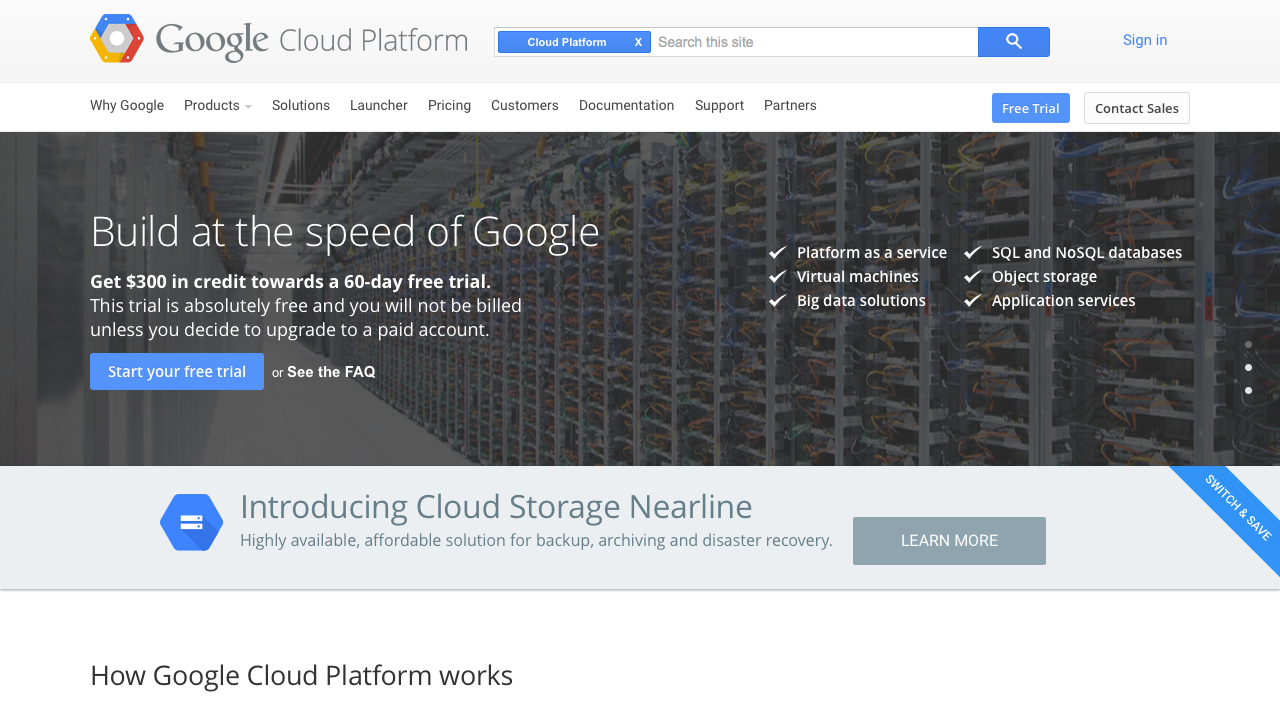 Google Cloud Platform
Cloud Platform X Search this site
Sign in
Why Google Products Solutions Launcher Pricing Customers Documentation Support Partners
Free Trial Contact Sales
Build at the speed of Google
Get $300 in credit towards a 60-day free trial.
This trial is absolutely free and you will not be billed
unless you decide to upgrade to a paid account.
Start your free trial or See the FAQ
Platform as a service
Virtual machines
Big data solutions
SQL and NoSQL databases
Object storage
Application services
Introducing Cloud Storage Nearline
Highly available, affordable solution for backup, archiving and disaster recovery.
LEARN MORE
SWITCH & SAVE
How Google Cloud Platform works